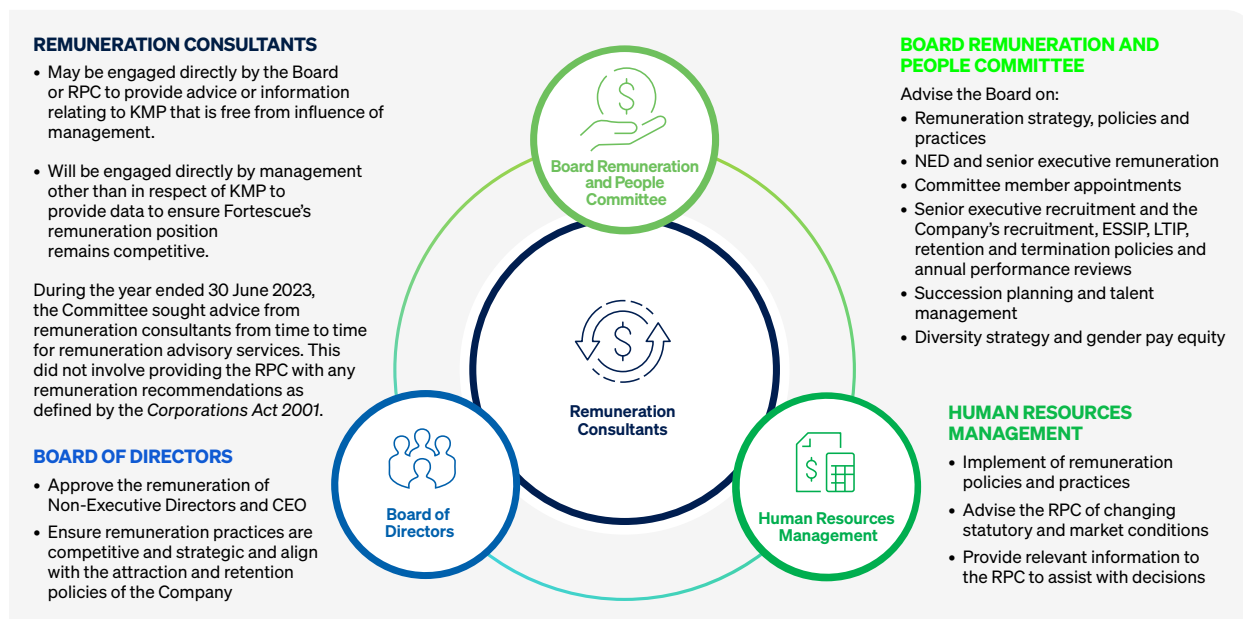 REMUNERATION CONSULTANTS
• May be engaged directly by the Board
or RPC to provide advice or information
relating to KMP that is free from influence of
management.
• Will be engaged directly by management
other than in respect of KMP to
provide data to ensure Fortescue's
remuneration position
remains competitive.
During the year ended 30 June 2023,
the Committee sought advice from
remuneration consultants from time to time
for remuneration advisory services. This
did not involve providing the RPC with any
remuneration recommendations as
defined by the Corporations Act 2001.
BOARD OF DIRECTORS
• Approve the remuneration of
Non-Executive Directors and CEO
• Ensure remuneration practices are
competitive and strategic and align
with the attraction and retention
policies of the Company
$
Board Remuneration
and People
Committee
$
Remuneration
Consultants
Board of
Directors
$
Human Resources
Management
BOARD REMUNERATION AND
PEOPLE COMMITTEE
Advise the Board on:
• Remuneration strategy, policies and
practices
• NED and senior executive remuneration
• Committee member appointments
• Senior executive recruitment and the
Company's recruitment, ESSIP, LTIP,
retention and termination policies and
annual performance reviews
• Succession planning and talent
management
• Diversity strategy and gender pay equity
HUMAN RESOURCES
MANAGEMENT
• Implement of remuneration
policies and practices
• Advise the RPC of changing
statutory and market conditions
• Provide relevant information to
the RPC to assist with decisions